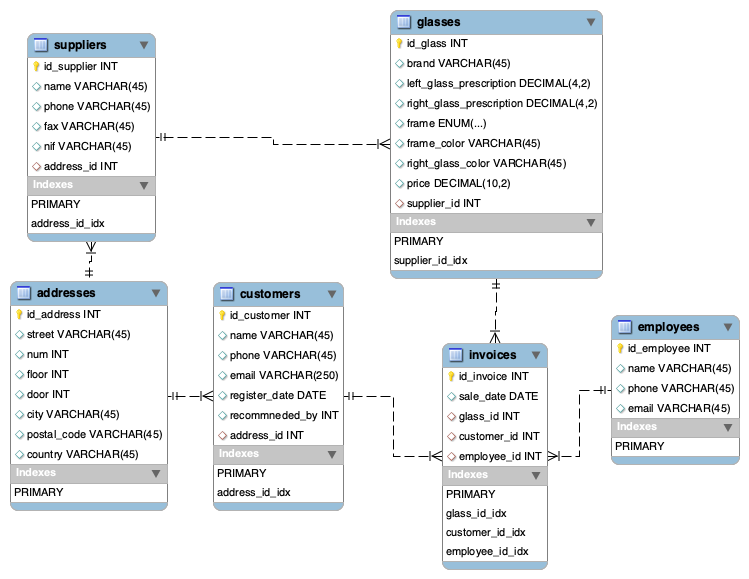 suppliers
id_supplier INT
name VARCHAR(45)
phone VARCHAR(45)
fax VARCHAR(45)
nif VARCHAR(45)
address_id INT
Indexes
PRIMARY
address_id_idx
glasses
id_glass INT
brand VARCHAR(45)
left_glass_prescription DECIMAL(4,2)
right_glass_prescription DECIMAL(4,2)
frame ENUM(...)
frame_color VARCHAR(45)
right_glass_color VARCHAR(45)
price DECIMAL(10,2)
supplier_id INT
Indexes
PRIMARY
supplier_id_idx
addresses
id_address INT
street VARCHAR(45)
num INT
floor INT
door INT
city VARCHAR(45)
postal_code VARCHAR(45)
country VARCHAR(45)
Indexes
PRIMARY
customers
id_customer INT
name VARCHAR(45)
phone VARCHAR(45)
email VARCHAR(250)
register_date DATE
recommneded_by INT
address_id INT
Indexes
PRIMARY
address_id_idx
invoices
id_invoice INT
sale_date DATE
glass_id INT
customer_id INT
employee_id INT
Indexes
PRIMARY
glass_id_idx
customer_id_idx
employee_id_idx
employees
id_employee INT
name VARCHAR(45)
phone VARCHAR(45)
email VARCHAR(45)
Indexes
PRIMARY